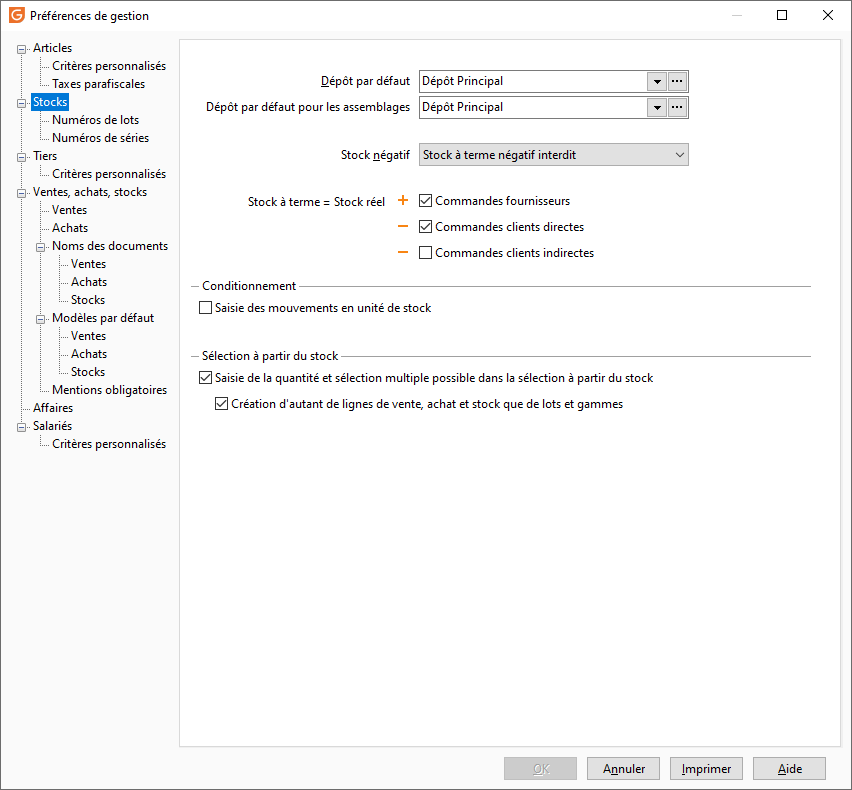 Préférences de gestion
Articles
Critères personnalisés
Taxes parafiscales
Stocks
Numéros de lots
Numéros de séries
Tiers
Critères personnalisés
Ventes, achats, stocks
Ventes
Achats
Noms des documents
Ventes
Achats
Stocks
Modèles par défaut
Ventes
Achats
Stocks
Mentions obligatoires
Affaires
Salariés
Critères personnalisés
Dépôt par défaut Dépôt Principal
Dépôt par défaut pour les assemblages Dépôt Principal
Stock négatif Stock à terme négatif interdit
Stock à terme = Stock réel + Commandes fournisseurs
− Commandes clients directes
− Commandes clients indirectes
Conditionnement
Saisie des mouvements en unité de stock
Sélection à partir du stock
Saisie de la quantité et sélection multiple possible dans la sélection à partir du stock
Création d'autant de lignes de vente, achat et stock que de lots et gammes
OK Annuler Imprimer Aide